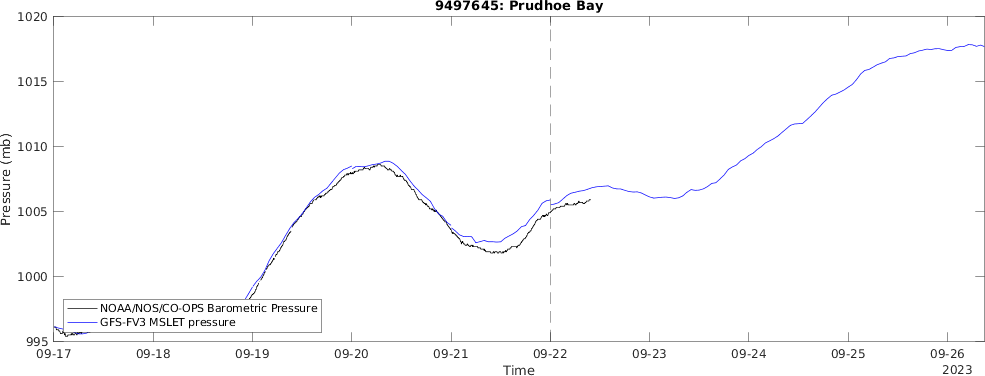 9497645: Prudhoe Bay
1020
1015
1010
1005
1000
995
Pressure (mb)
NOAA/NOS/CO-OPS Barometric Pressure
GFS-FV3 MSLET pressure
09-17 09-18 09-19 09-20 09-21 09-22 09-23 09-24 09-25 09-26
Time
2023